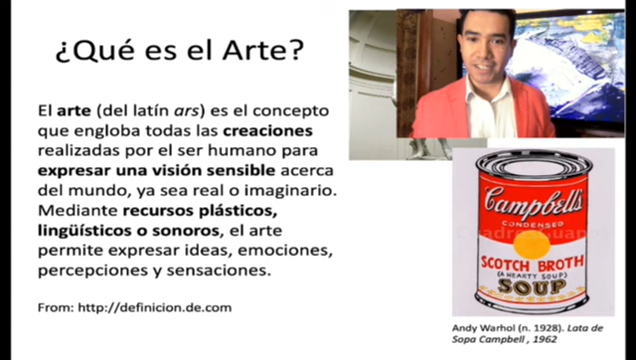 ¿Qué es el Arte?
El arte (del latín ars) es el concepto
que engloba todas las creaciones
realizadas por el ser humano para
expresar una visión sensible acerca
del mundo, ya sea real o imaginario.
Mediante recursos plásticos,
lingüísticos o sonoros, el arte
permite expresar ideas, emociones,
percepciones y sensaciones.
From: http://definicion.de.com
Campbell's
CONDENSED
SCOTCH BROTH
(A HEARTY SOUP)
SOUP
Andy Warhol (n. 1928). Lata de
Sopa Campbell , 1962